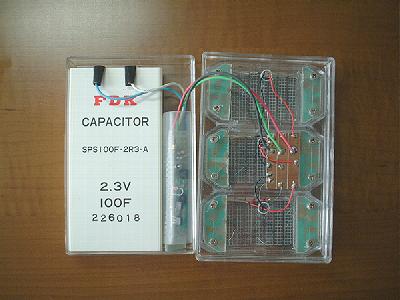 FDK
CAPACITOR
SPS100F-2R3-A
2.3V
100F
226018